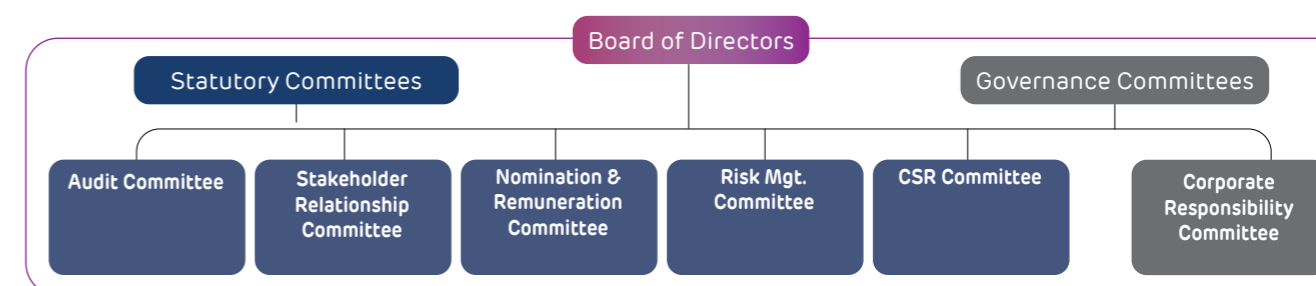 Board of Directors
Statutory Committees
Governance Committees
Audit Committee
Stakeholder
Relationship
Committee
Nomination &
Remuneration
Committee
Risk Mgt.
Committee
CSR Committee
Corporate
Responsibility
Committee